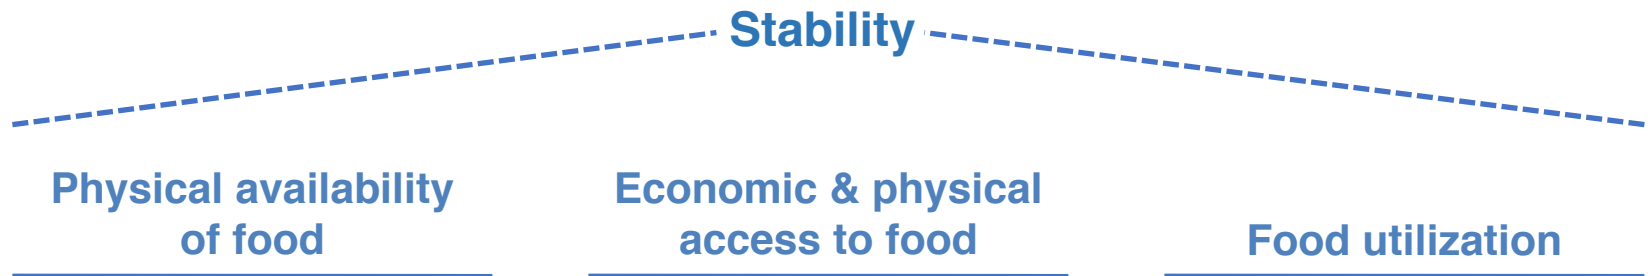 Stability
Physical availability
of food
Economic & physical
access to food
Food utilization